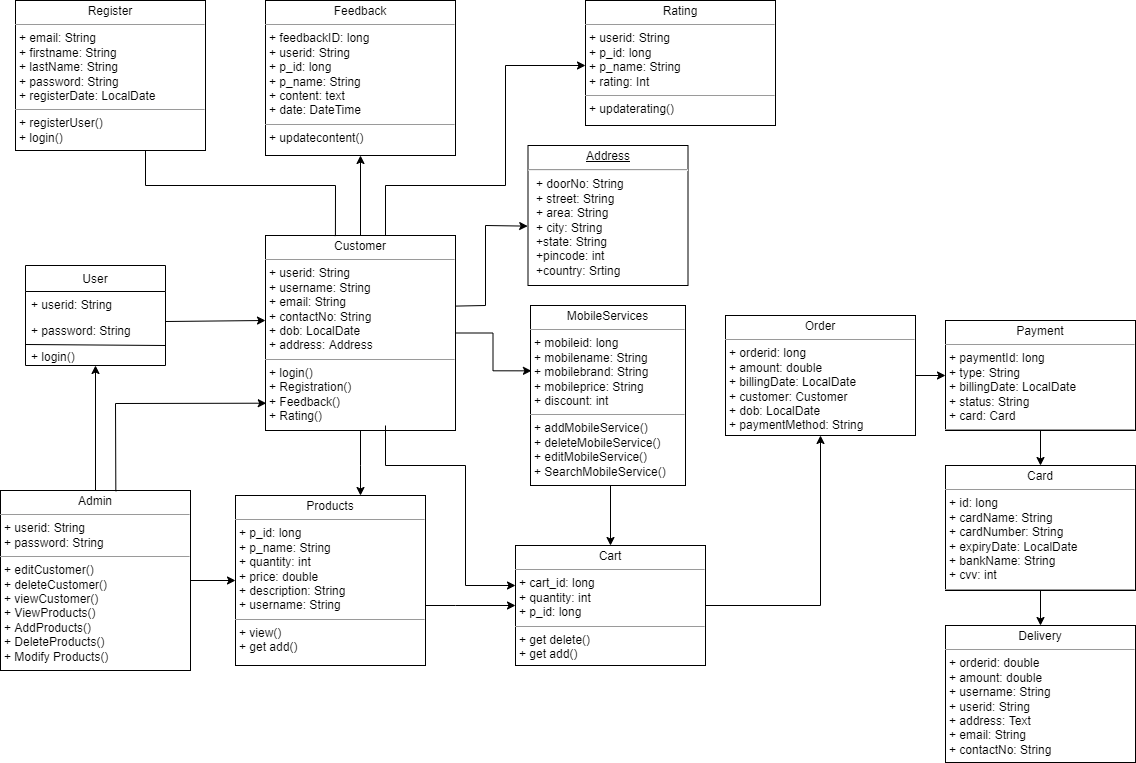 Register
+ email: String
+ firstname: String
+ lastName: String
+ password: String
+ registerDate: LocalDate
+ registerUser()
+ login()
Feedback
+ feedbackID: long
+ userid: String
+ p_id: long
+ p_name: String
+ content: text
+ date: DateTime
+ updatecontent()
Rating
+ userid: String
+ p_id: long
+ p_name: String
+ rating: Int
+ updaterating()
Address
+ doorNo: String
+ street: String
+ area: String
+ city: String
+state: String
+pincode: int
+country: Srting
User
+ userid: String
+ password: String
+ login()
Customer
+ userid: String
+ username: String
+ email: String
+ contactNo: String
+ dob: LocalDate
+ address: Address
+ login()
+ Registration()
+ Feedback()
+ Rating()
MobileServices
+ mobileid: long
+ mobilename: String
+ mobilebrand: String
+ mobileprice: String
+ discount: int
+ addMobileService()
+ deleteMobileService()
+ editMobileService()
+ SearchMobileService()
Order
+ orderid: long
+ amount: double
+ billingDate: LocalDate
+ customer: Customer
+ dob: LocalDate
+ paymentMethod: String
Payment
+ paymentId: long
+ type: String
+ billingDate: LocalDate
+ status: String
+ card: Card
Admin
+ userid: String
+ password: String
+ editCustomer()
+ deleteCustomer()
+ viewCustomer()
+ ViewProducts()
+ AddProducts()
+ DeleteProducts()
+ Modify Products()
Products
+ p_id: long
+ p_name: String
+ quantity: int
+ price: double
+ description: String
+ username: String
+ view()
+ get add()
Cart
+ cart_id: long
+ quantity: int
+ p_id: long
+ get delete()
+ get add()
Card
+ id: long
+ cardName: String
+ cardNumber: String
+ expiryDate: LocalDate
+ bankName: String
+ cvv: int
Delivery
+ orderid: double
+ amount: double
+ username: String
+ userid: String
+ address: Text
+ email: String
+ contactNo: String